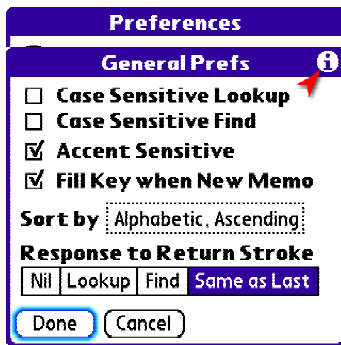 Preferences
General Prefs
Case Sensitive Lookup
Case Sensitive Find
Accent Sensitive
Fill Key when New Memo
Sort by Alphabetic, Ascending
Response to Return Stroke
Nil Lookup Find Same as Last
Done Cancel